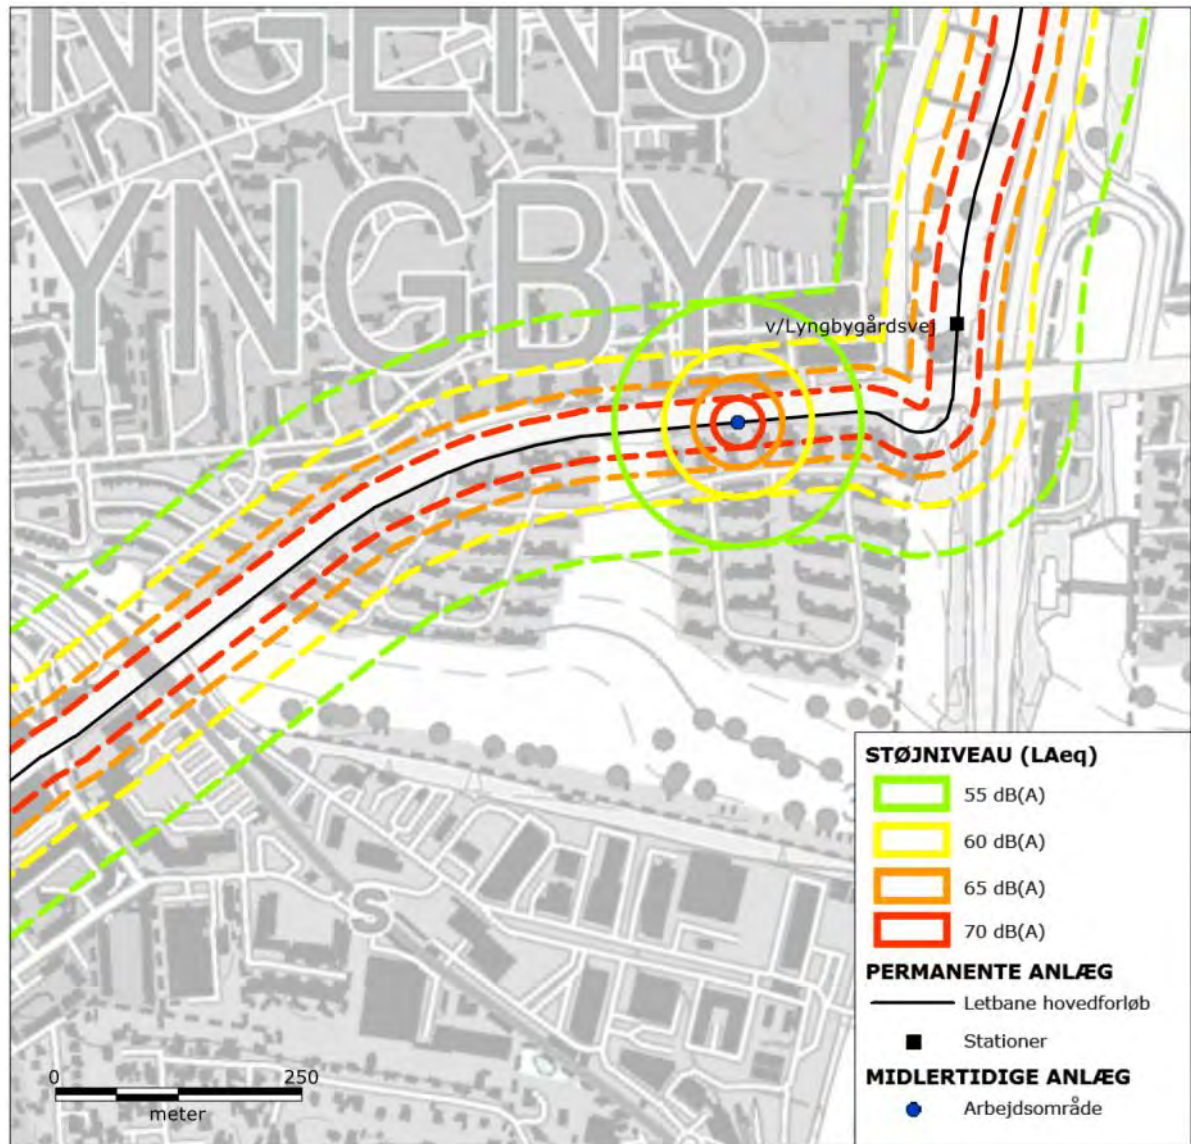 NGENS
YNGBY
v/Lyngbygårdsvej
S
STØJNIVEAU (LAeq)
55 dB(A)
60 dB(A)
65 dB(A)
70 dB(A)
PERMANENTE ANLÆG
Letbane hovedforløb
Stationer
MIDLERTIDIGE ANLÆG
Arbejdsområde
0 250
meter